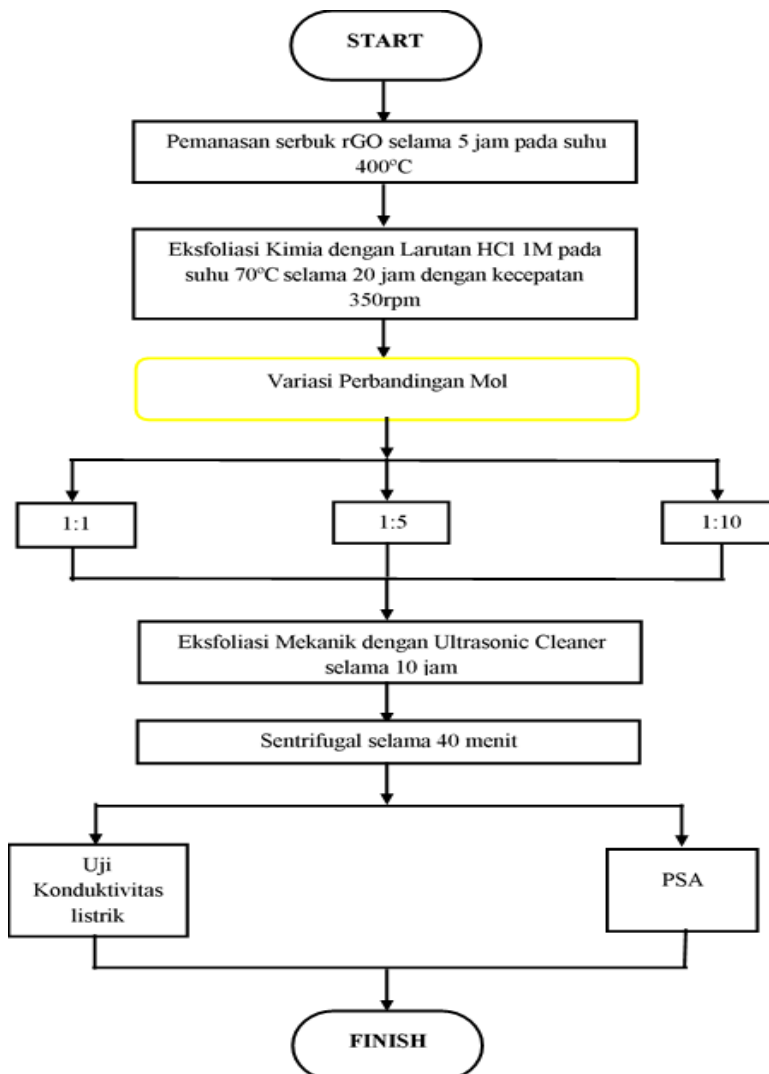 START
Pemanasan serbuk rGO selama 5 jam pada suhu
400°C
Eksfoliasi Kimia dengan Larutan HCl 1M pada
suhu 70°C selama 20 jam dengan kecepatan
350rpm
Variasi Perbandingan Mol
1:1
1:5
1:10
Eksfoliasi Mekanik dengan Ultrasonic Cleaner
selama 10 jam
Sentrifugal selama 40 menit
Uji
Konduktivitas
listrik
PSA
FINISH